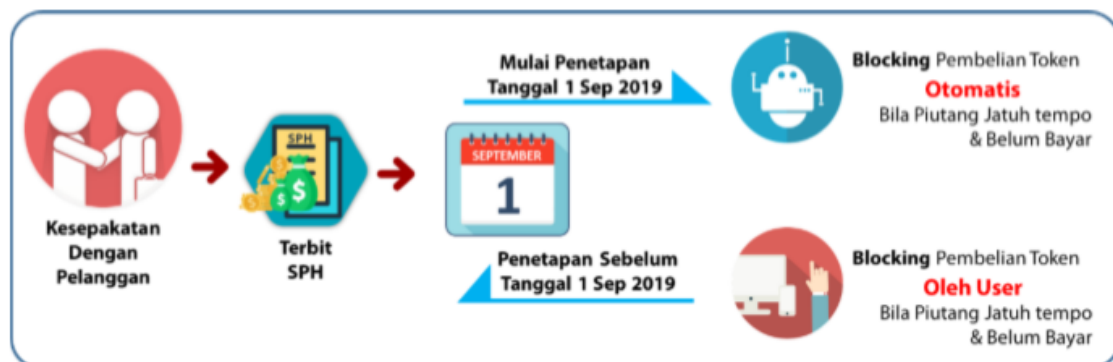 Kesepakatan
Dengan
Pelanggan
SPH
Terbit
SPH
SEPTEMBER
1
Mulai Penetapan
Tanggal 1 Sep 2019
Blocking Pembelian Token
Otomatis
Bila Piutang Jatuh tempo
& Belum Bayar
Penetapan Sebelum
Tanggal 1 Sep 2019
Blocking Pembelian Token
Oleh User
Bila Piutang Jatuh tempo
& Belum Bayar